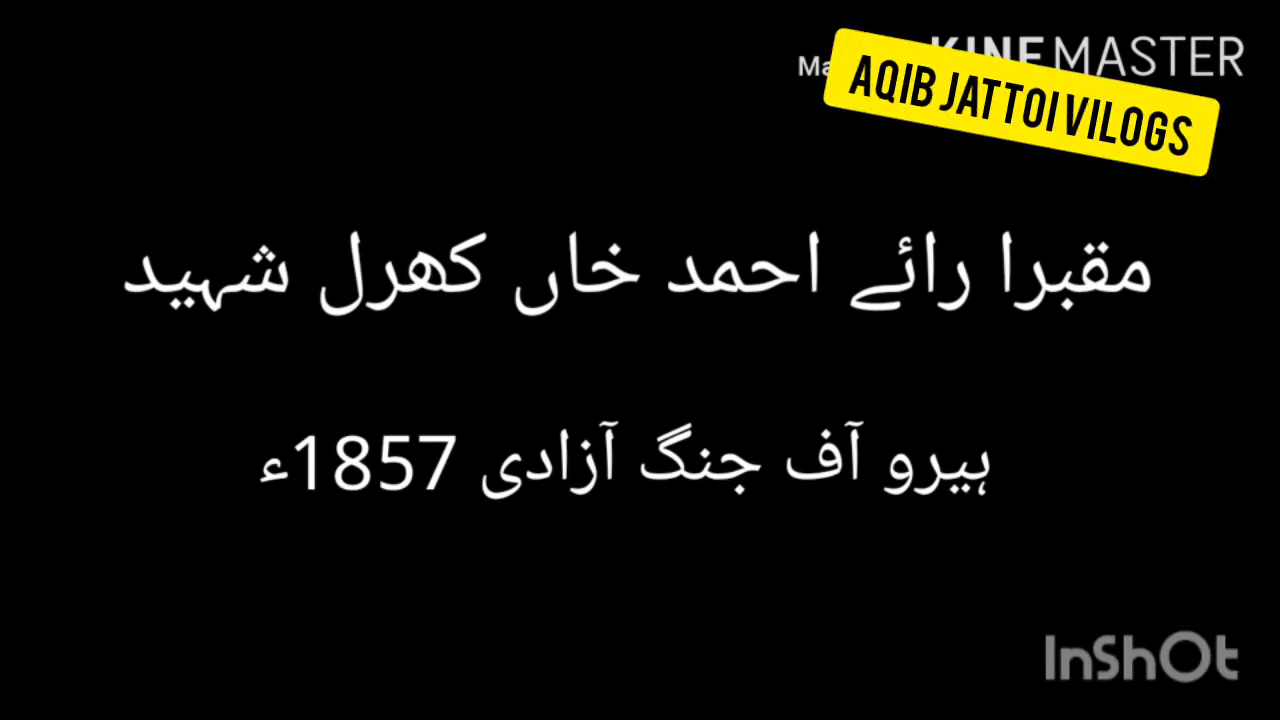 KINEMASTER
AQIB JATTOI VILOGS
مقبرا رائے احمد خاں کھرل شہید
ہیرو آف جنگ آزادی 1857ء
InShOt